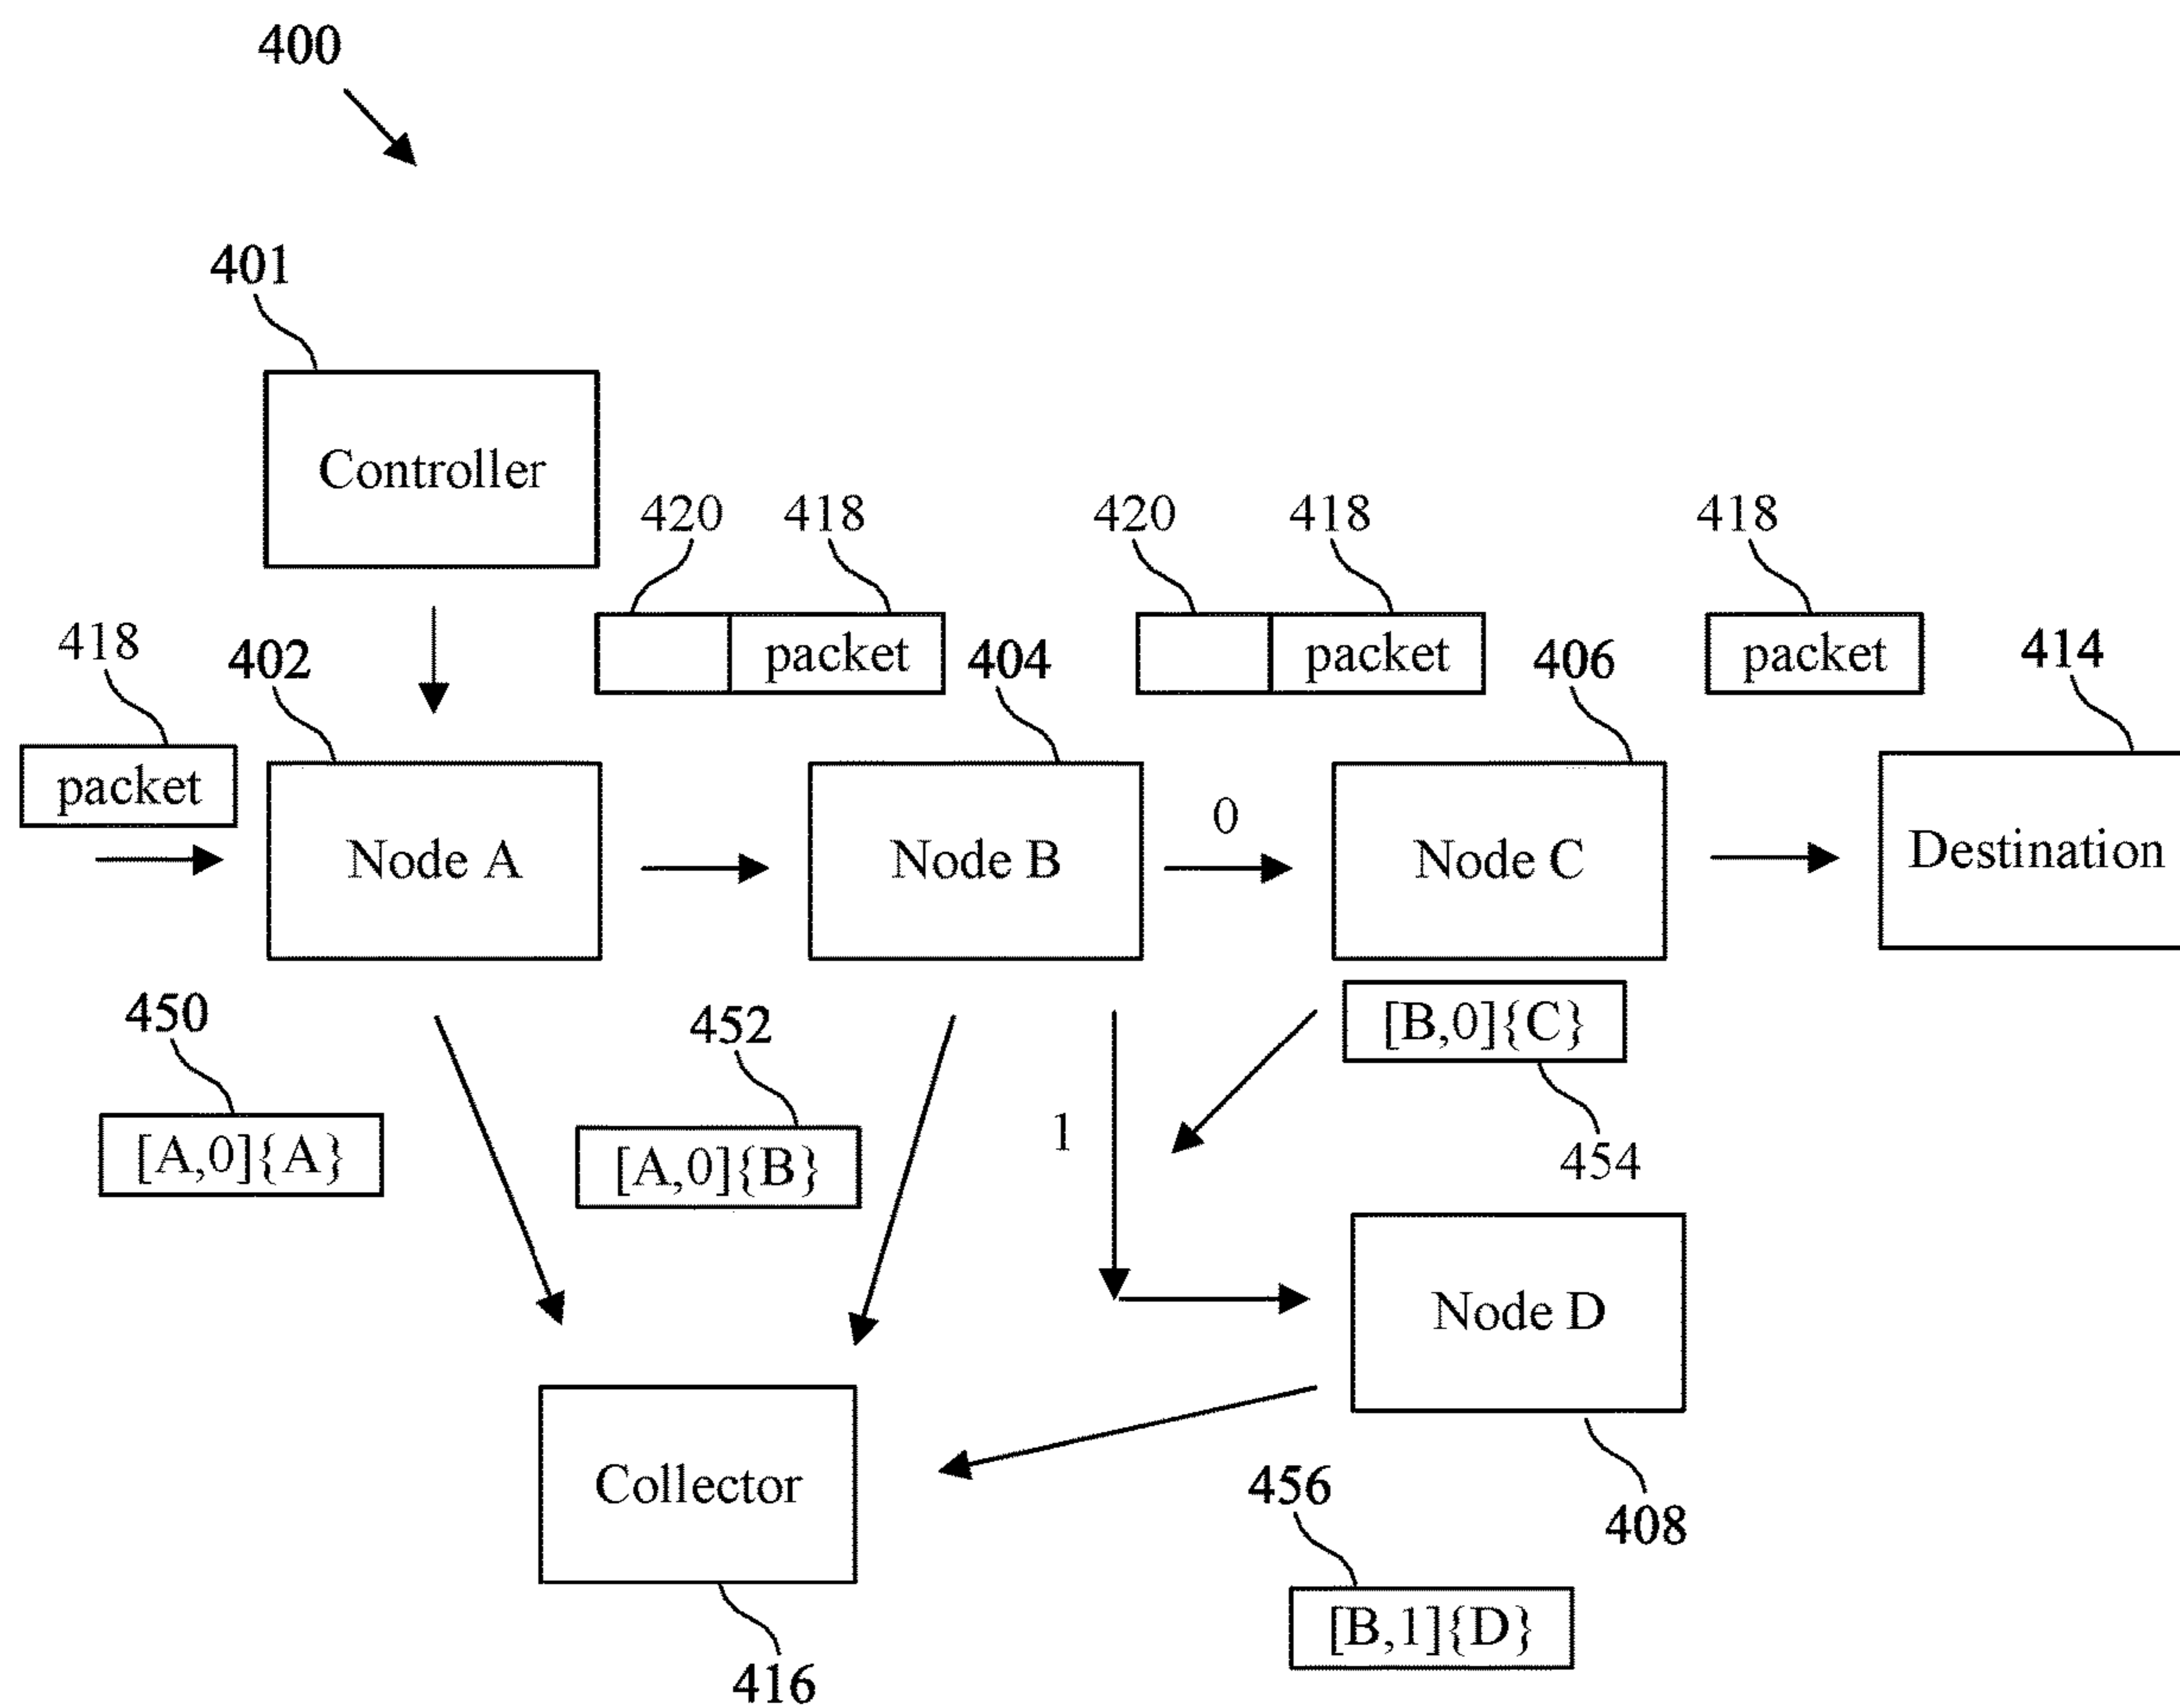 400
401
Controller
420
418
420
418
418
418
402
packet
404
packet
406
packet
414
packet
Node A
Node B
0
Node C
Destination
450
452
[B,0]{C}
[A,0]{A}
[A,0]{B}
1
454
Node D
Collector
456
408
[B,1]{D}
416